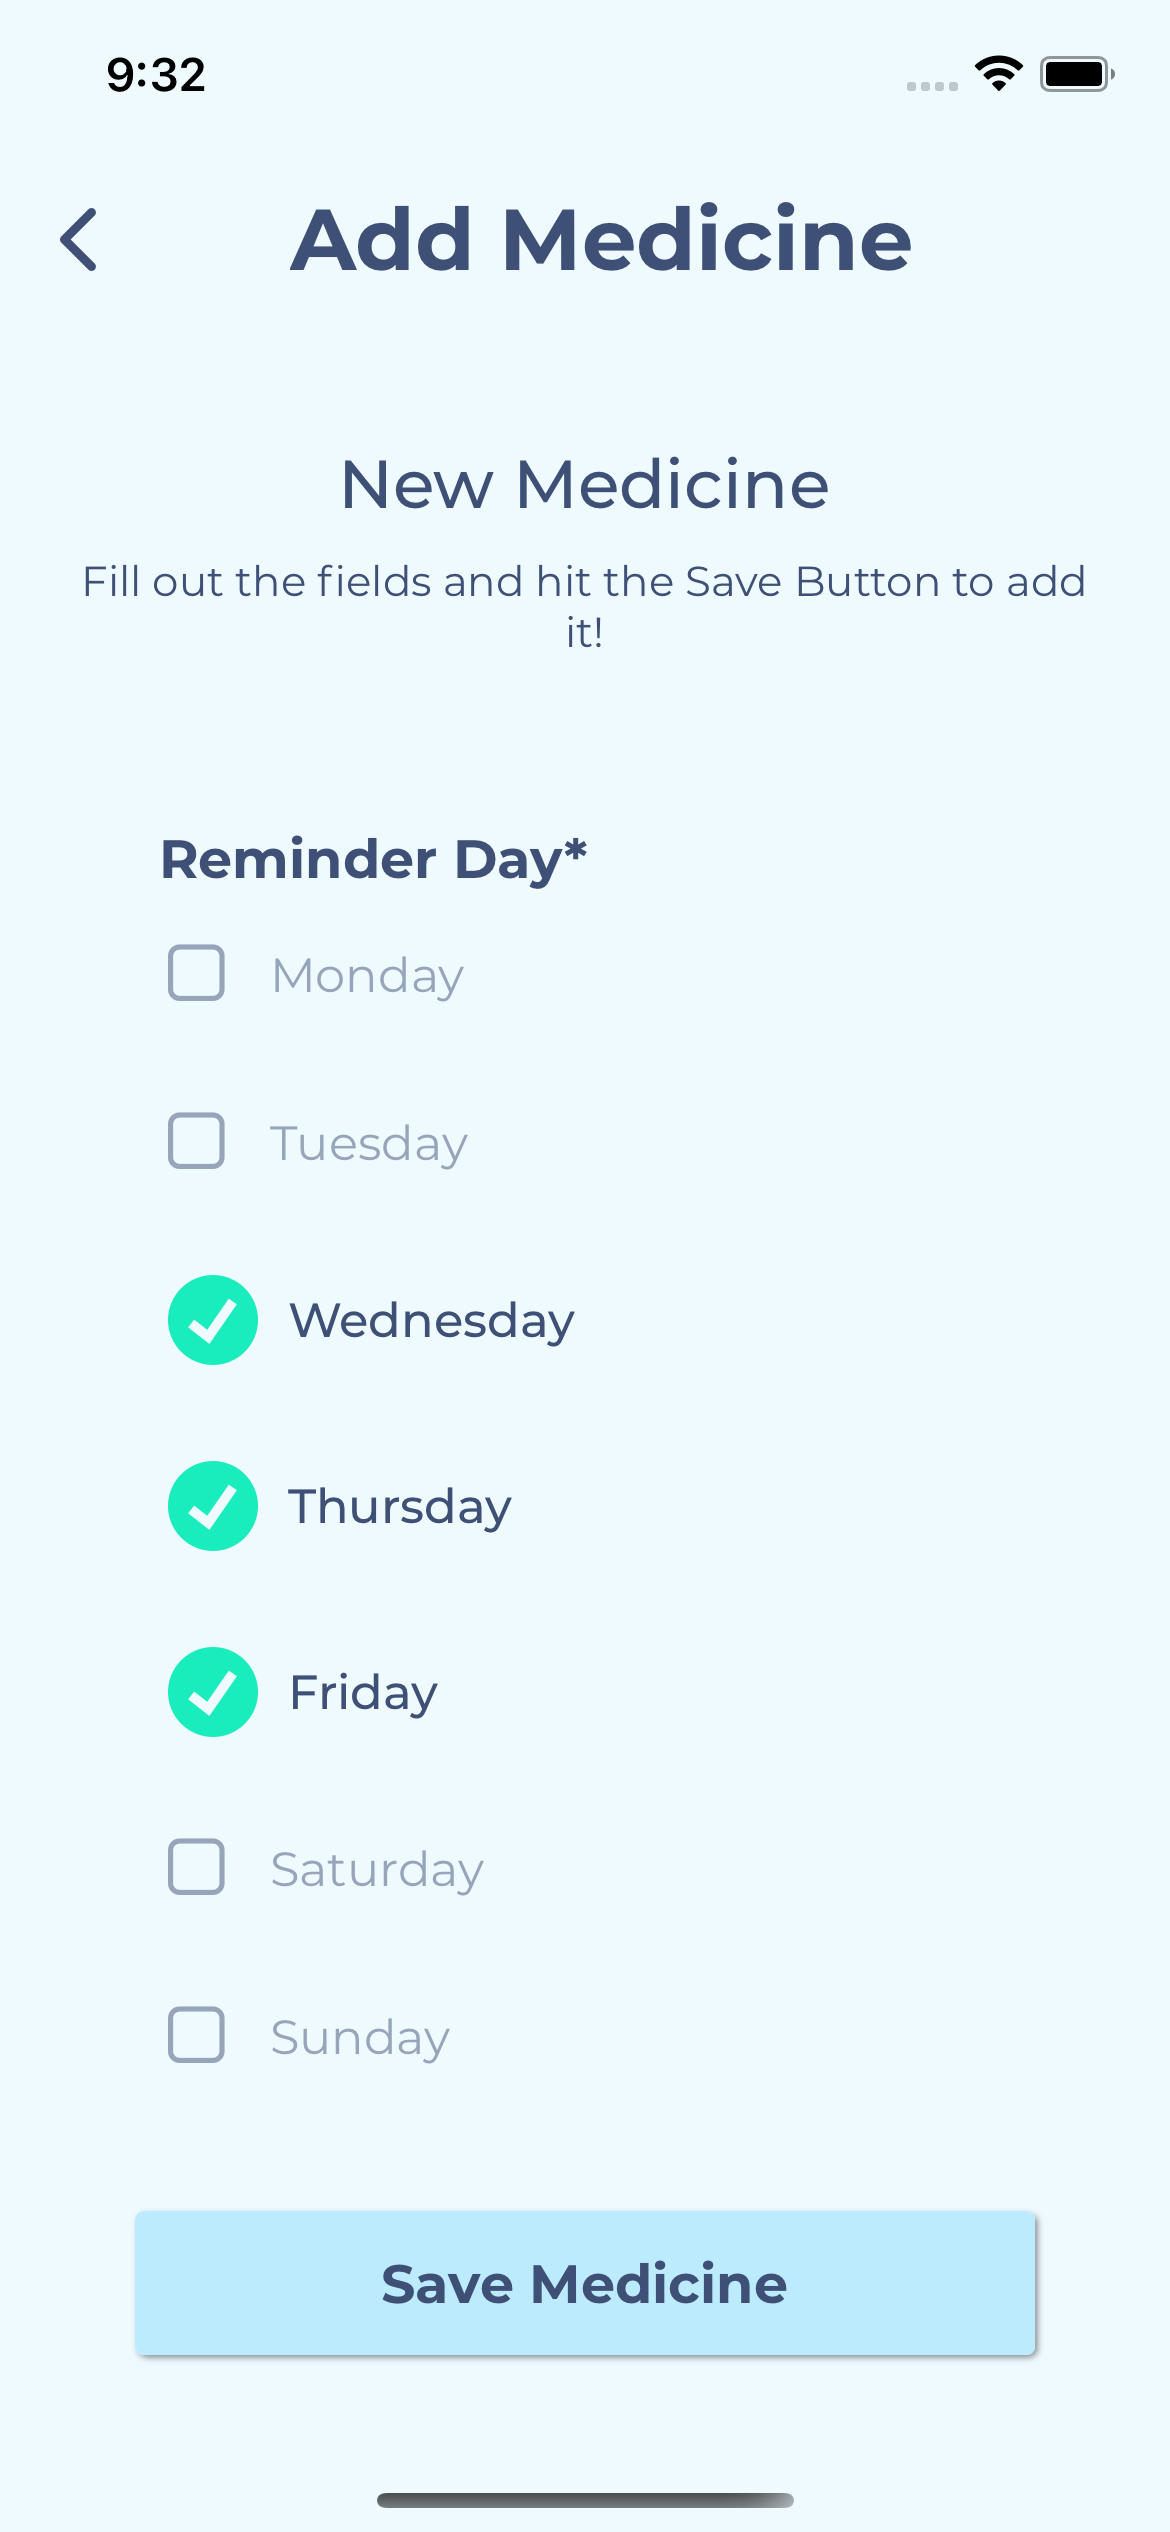 9:32
Add Medicine
New Medicine
Fill out the fields and hit the Save Button to add
it!
Reminder Day*
Monday
Tuesday
Wednesday
Thursday
Friday
Saturday
Sunday
Save Medicine